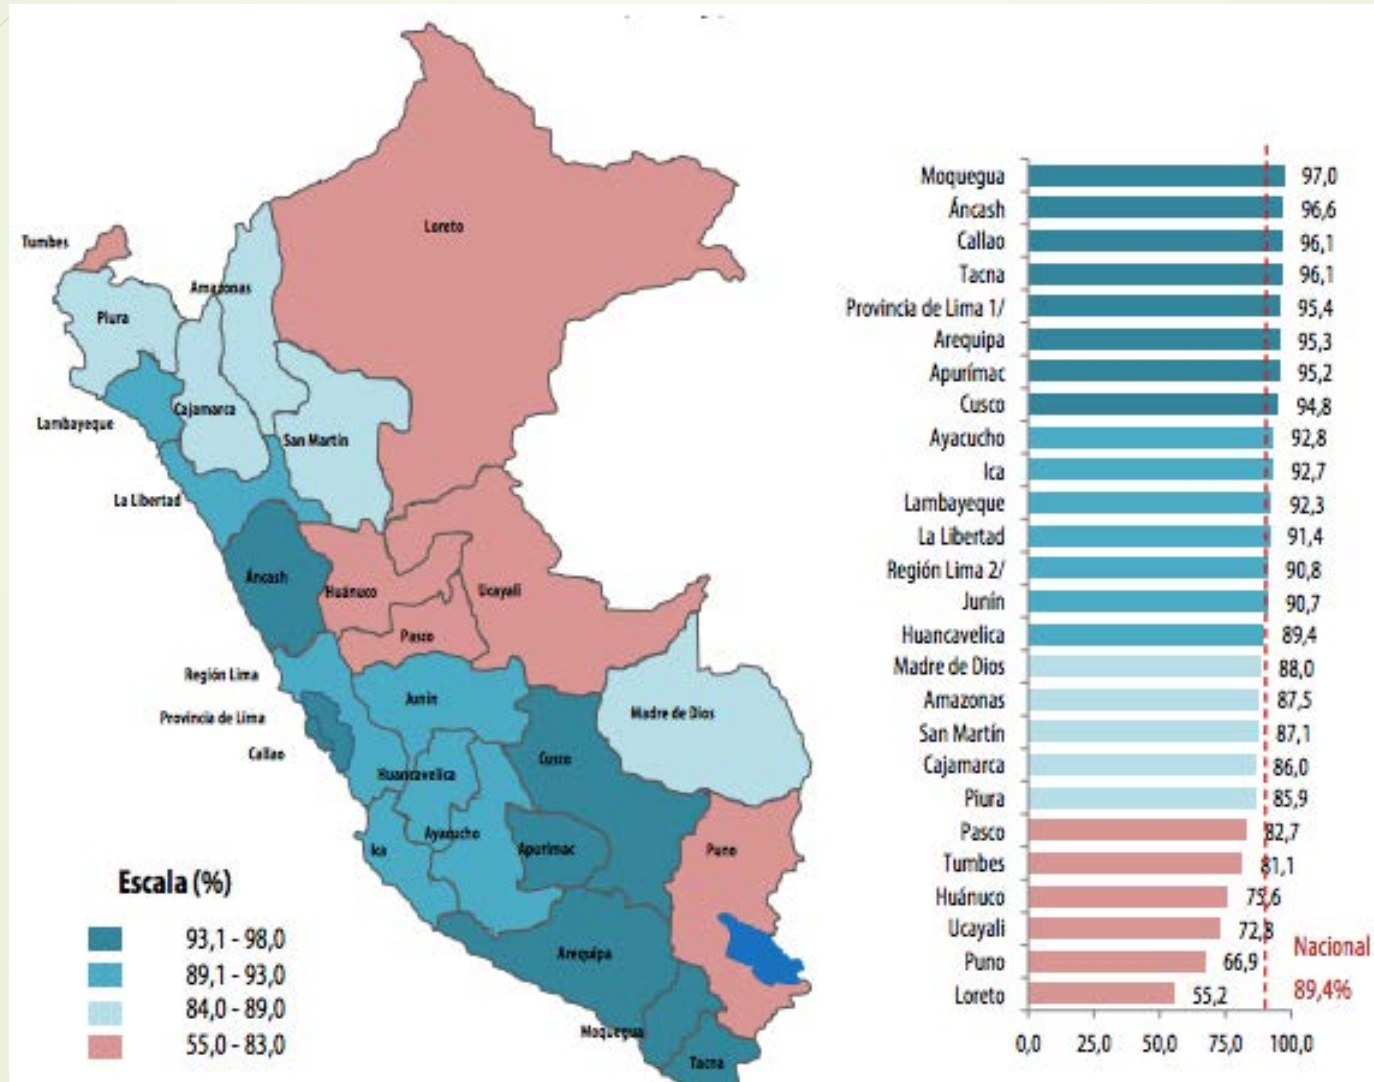 Loreto
Tumbes
Amazonas
Piura
Cajamarca
Lambayeque
San Martín
La Libertad
Áncash
Huánuco
Ucayali
Pasco
Región Lima
Junín
Provincia de Lima
Madre de Dios
Callao
Cusco
Huancavelica
Ayacucho
Ica
Apurímac
Puno
Arequipa
Moquegua
Tacna
Escala (%)
93,1 - 98,0
89,1 - 93,0
84,0 - 89,0
55,0 - 83,0
Moquegua 97,0
Áncash 96,6
Callao 96,1
Tacna 96,1
Provincia de Lima 1/ 95,4
Arequipa 95,3
Apurímac 95,2
Cusco 94,8
Ayacucho 92,8
Ica 92,7
Lambayeque 92,3
La Libertad 91,4
Región Lima 2/ 90,8
Junín 90,7
Huancavelica 89,4
Madre de Dios 88,0
Amazonas 87,5
San Martín 87,1
Cajamarca 86,0
Piura 85,9
Pasco 82,7
Tumbes 81,1
Huánuco 75,6
Ucayali 72,8
Puno 66,9
Loreto 55,2
Nacional
89,4%
0,0 25,0 50,0 75,0 100,0